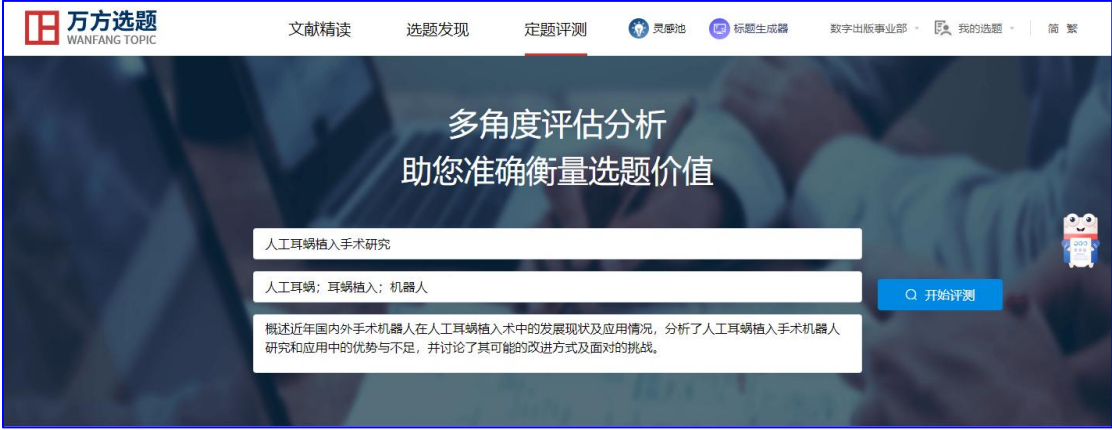 万方选题
WANFANG TOPIC
文献精读
选题发现
定题评测
灵感池
标题生成器
数字出版事业部
我的选题
简 繁
多角度评估分析
助您准确衡量选题价值
人工耳蜗植入手术研究
人工耳蜗；耳蜗植入；机器人
开始评测
概述近年国内外手术机器人在人工耳蜗植入术中的发展现状及应用情况，分析了人工耳蜗植入手术机器人
研究和应用中的优势与不足，并讨论了其可能的改进方式及面对的挑战。